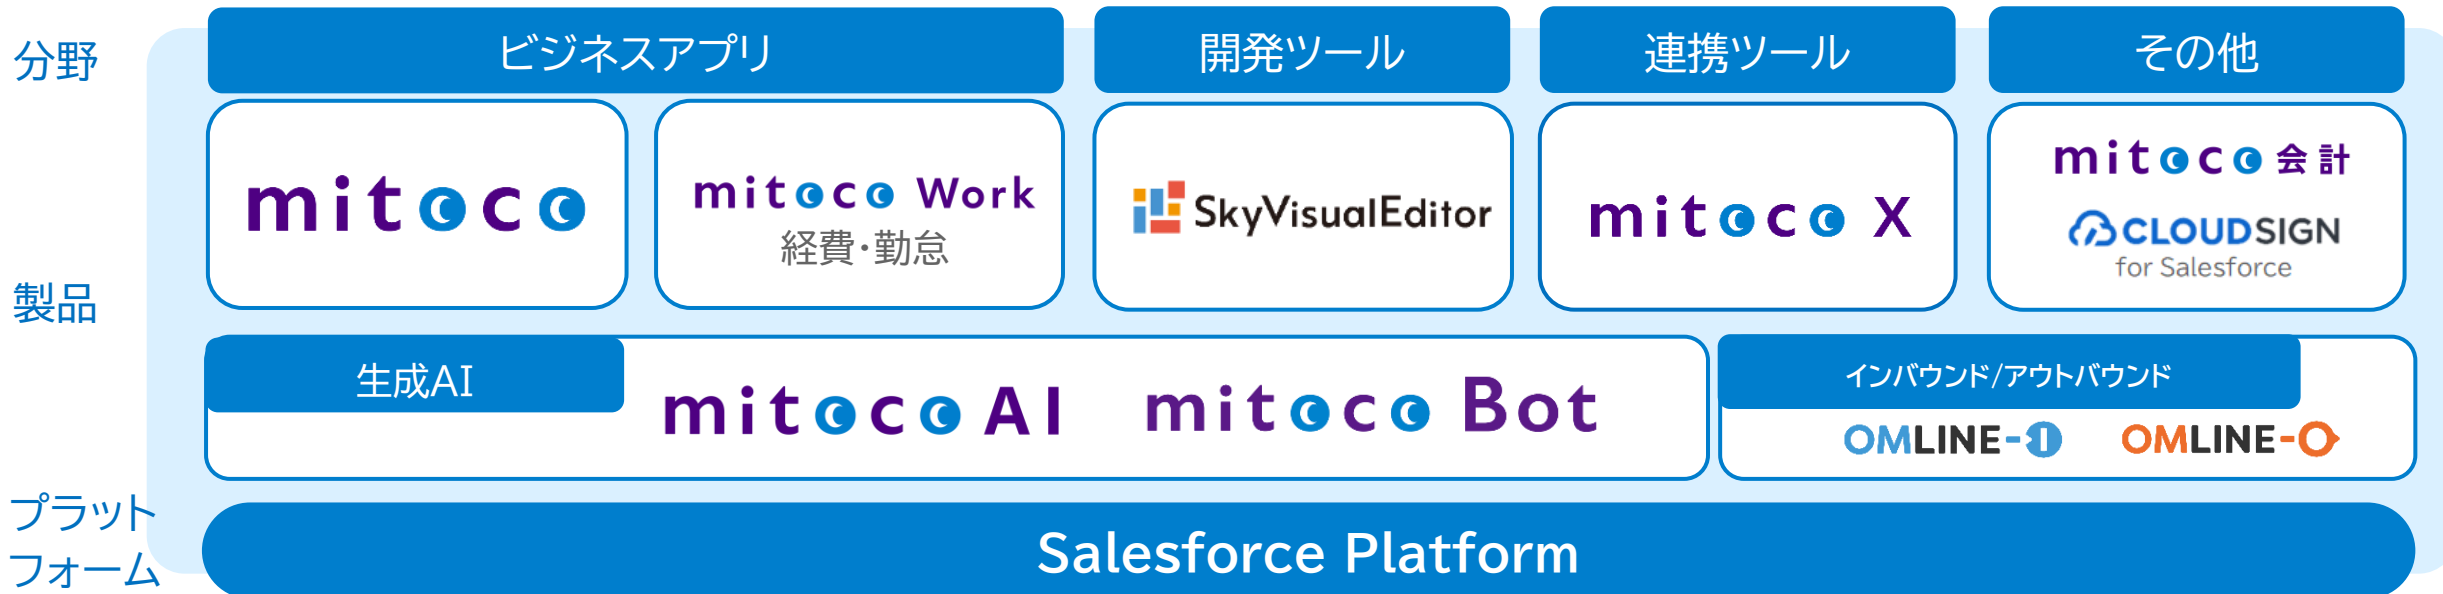 分野
ビジネスアプリ
開発ツール
連携ツール
その他
製品
mitoco
mitoco Work
経費・勤怠
SkyVisualEditor
mitoco X
mitoco 会計
CLOUDSIGN
for Salesforce
生成AI
mitoco AI
mitoco Bot
インバウンド/アウトバウンド
OMLINE-I
OMLINE-O
プラット
フォーム
Salesforce Platform